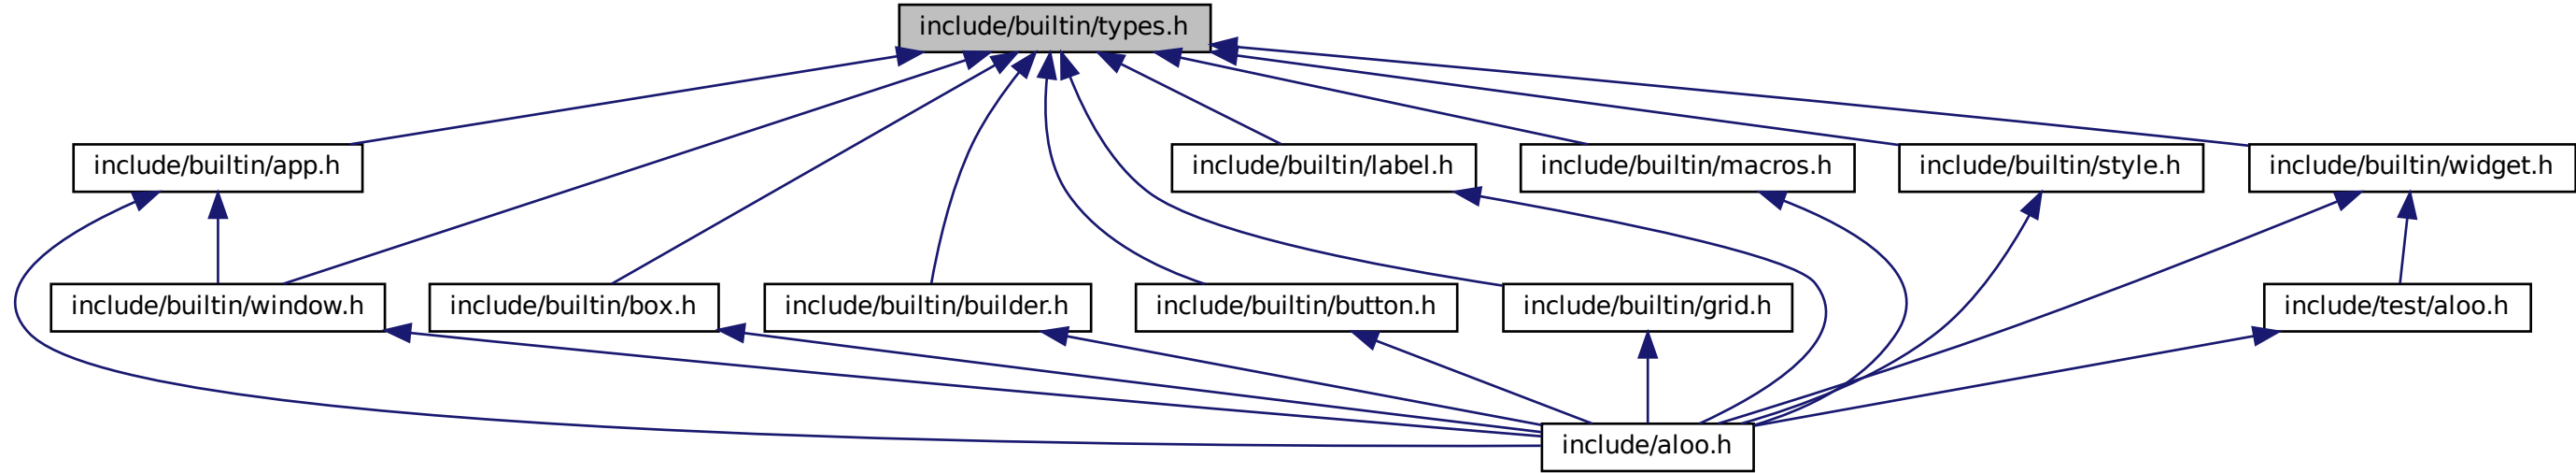 include/builtin/types.h
include/builtin/app.h
include/builtin/label.h
include/builtin/macros.h
include/builtin/style.h
include/builtin/widget.h
include/builtin/window.h
include/builtin/box.h
include/builtin/builder.h
include/builtin/button.h
include/builtin/grid.h
include/test/aloo.h
include/aloo.h